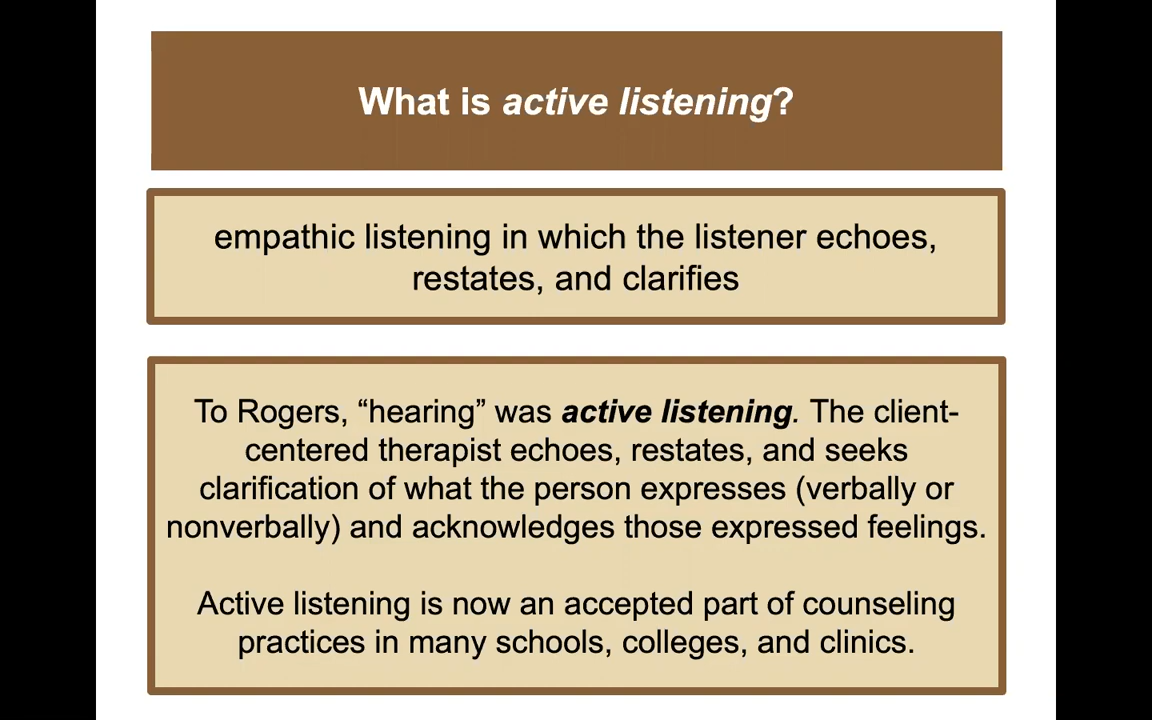 What is active listening?
empathic listening in which the listener echoes,
restates, and clarifies
To Rogers, “hearing” was active listening. The client-
centered therapist echoes, restates, and seeks
clarification of what the person expresses (verbally or
nonverbally) and acknowledges those expressed feelings.
Active listening is now an accepted part of counseling
practices in many schools, colleges, and clinics.